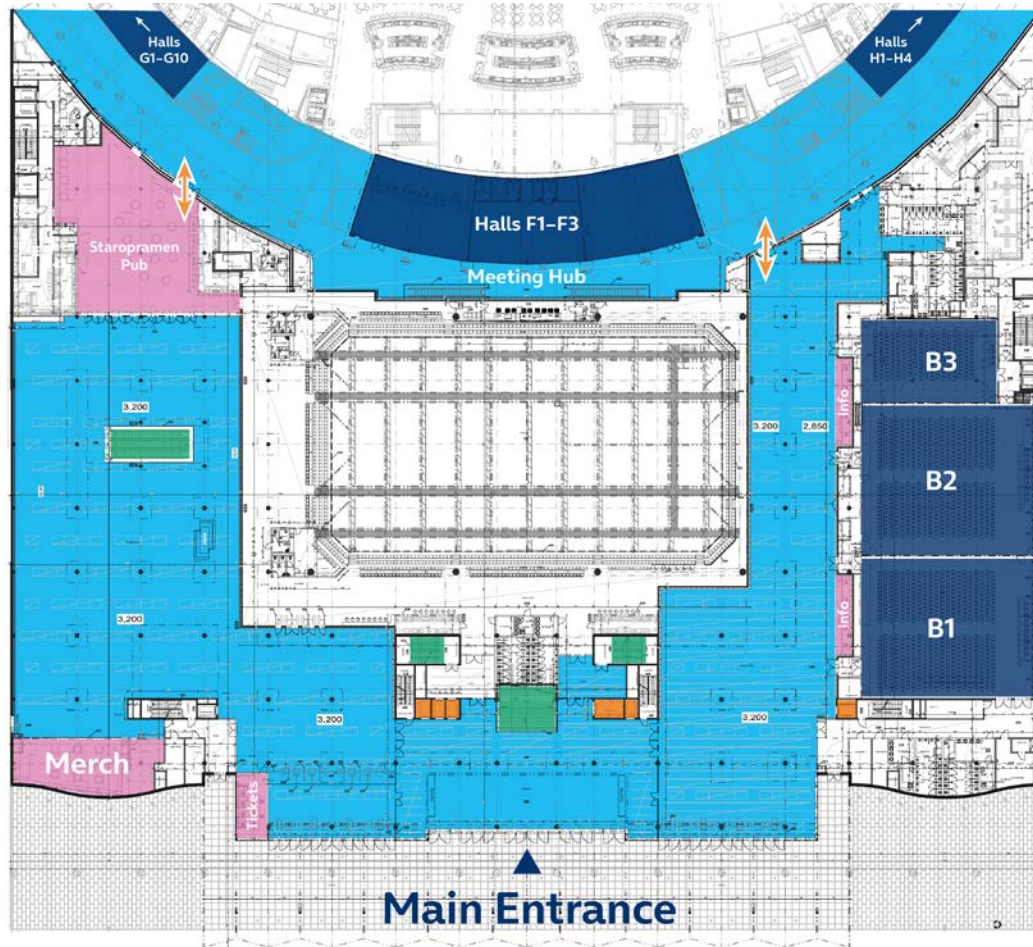 Halls
G1–G10
Halls
H1–H4
Halls F1–F3
Staropramen
Pub
Meeting Hub
B3
Info
3,200
3,200
2,850
B2
Info
B1
3,200
3,200
3,200
Merch
Tickets
Main Entrance